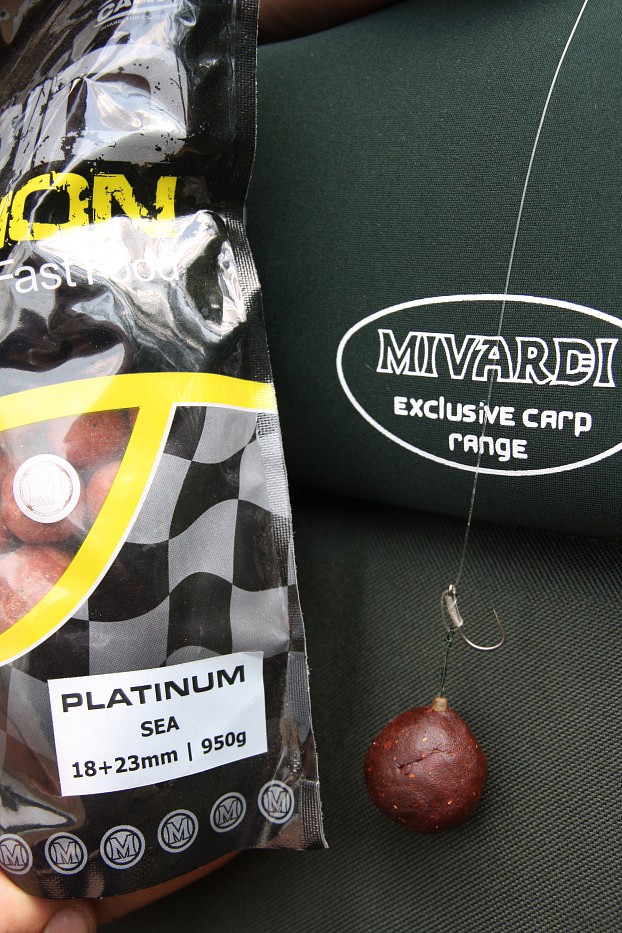 ON
Fast Food
PLATINUM
SEA
18+23mm | 950g
M
M M M M M M
MIVARDI
Exclusive carp
range